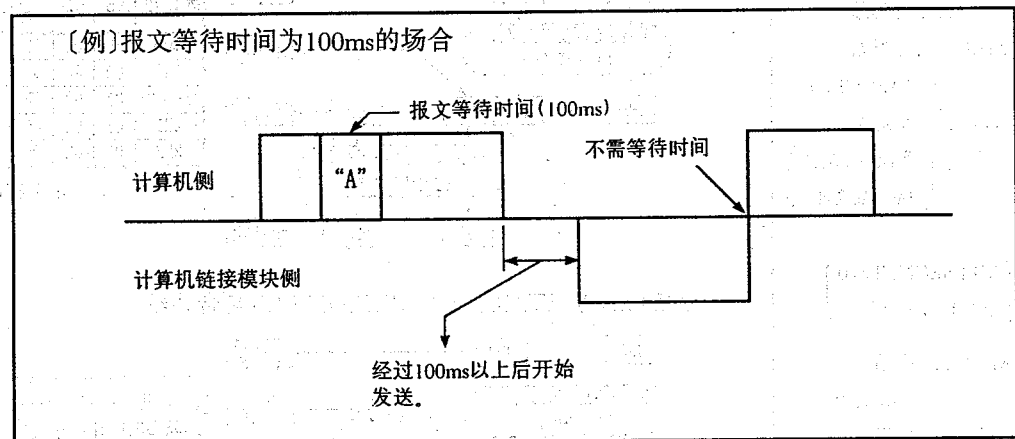 〔例〕报文等待时间为100ms的场合
报文等待时间(100ms)
不需等待时间
计算机侧
“A”
计算机链接模块侧
经过100ms以上后开始
发送。